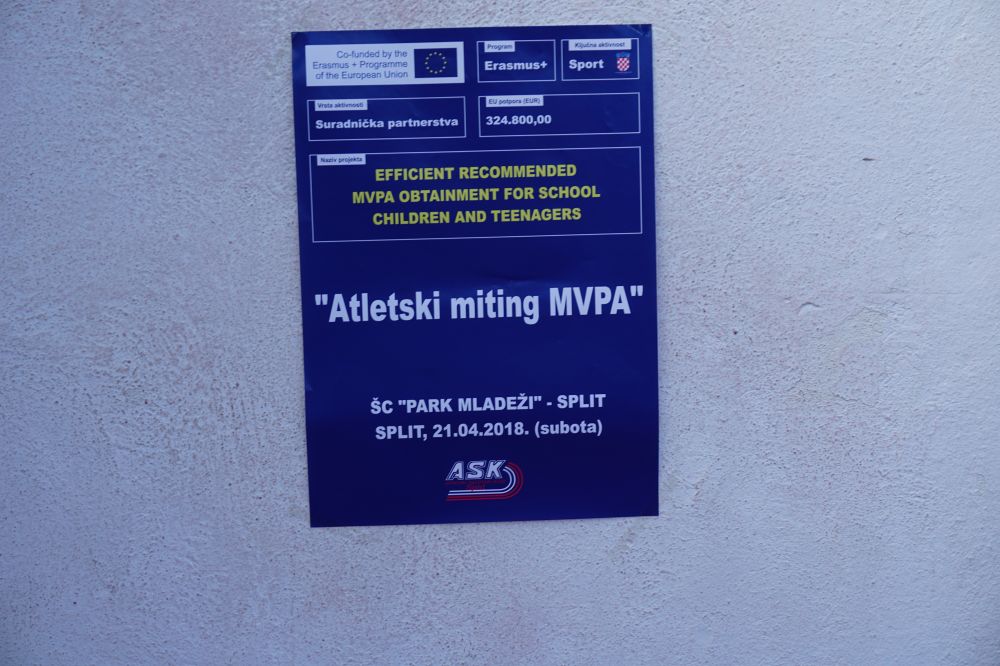 Co-funded by the
Erasmus + Programme
of the European Union
Program
Erasmus+
Ključna aktivnost
Sport
Vrsta aktivnosti
Suradnička partnerstva
EU potpora (EUR)
324.800,00
Naziv projekta
EFFICIENT RECOMMENDED
MVPA OBTAINMENT FOR SCHOOL
CHILDREN AND TEENAGERS
"Atletski miting MVPA"
ŠC "PARK MLADEŽI" - SPLIT
SPLIT, 21.04.2018. (subota)
ASK